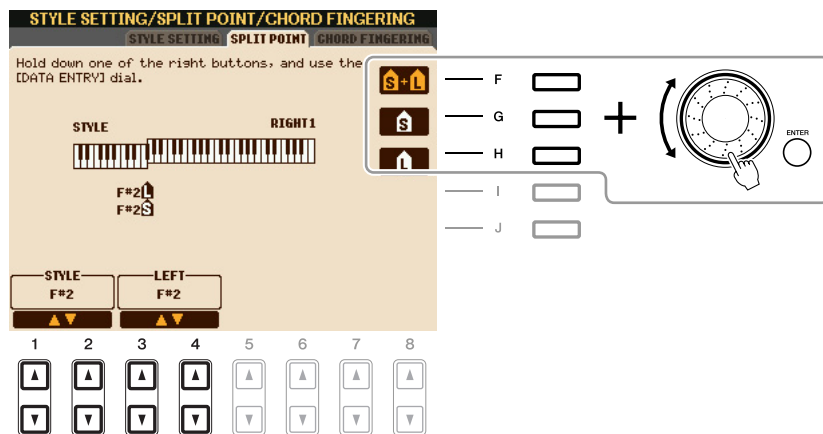 STYLE SETTING/SPLIT POINT/CHORD FINGERING
STYLE SETTING SPLIT POINT CHORD FINGERING
Hold down one of the right buttons, and use the
[DATA ENTRY] dial.
S+L
F
S
G
L
H
I
J
ENTER
STYLE RIGHT1
F#2 L
F#2 S
STYLE LEFT
F#2 F#2
1 2 3 4 5 6 7 8